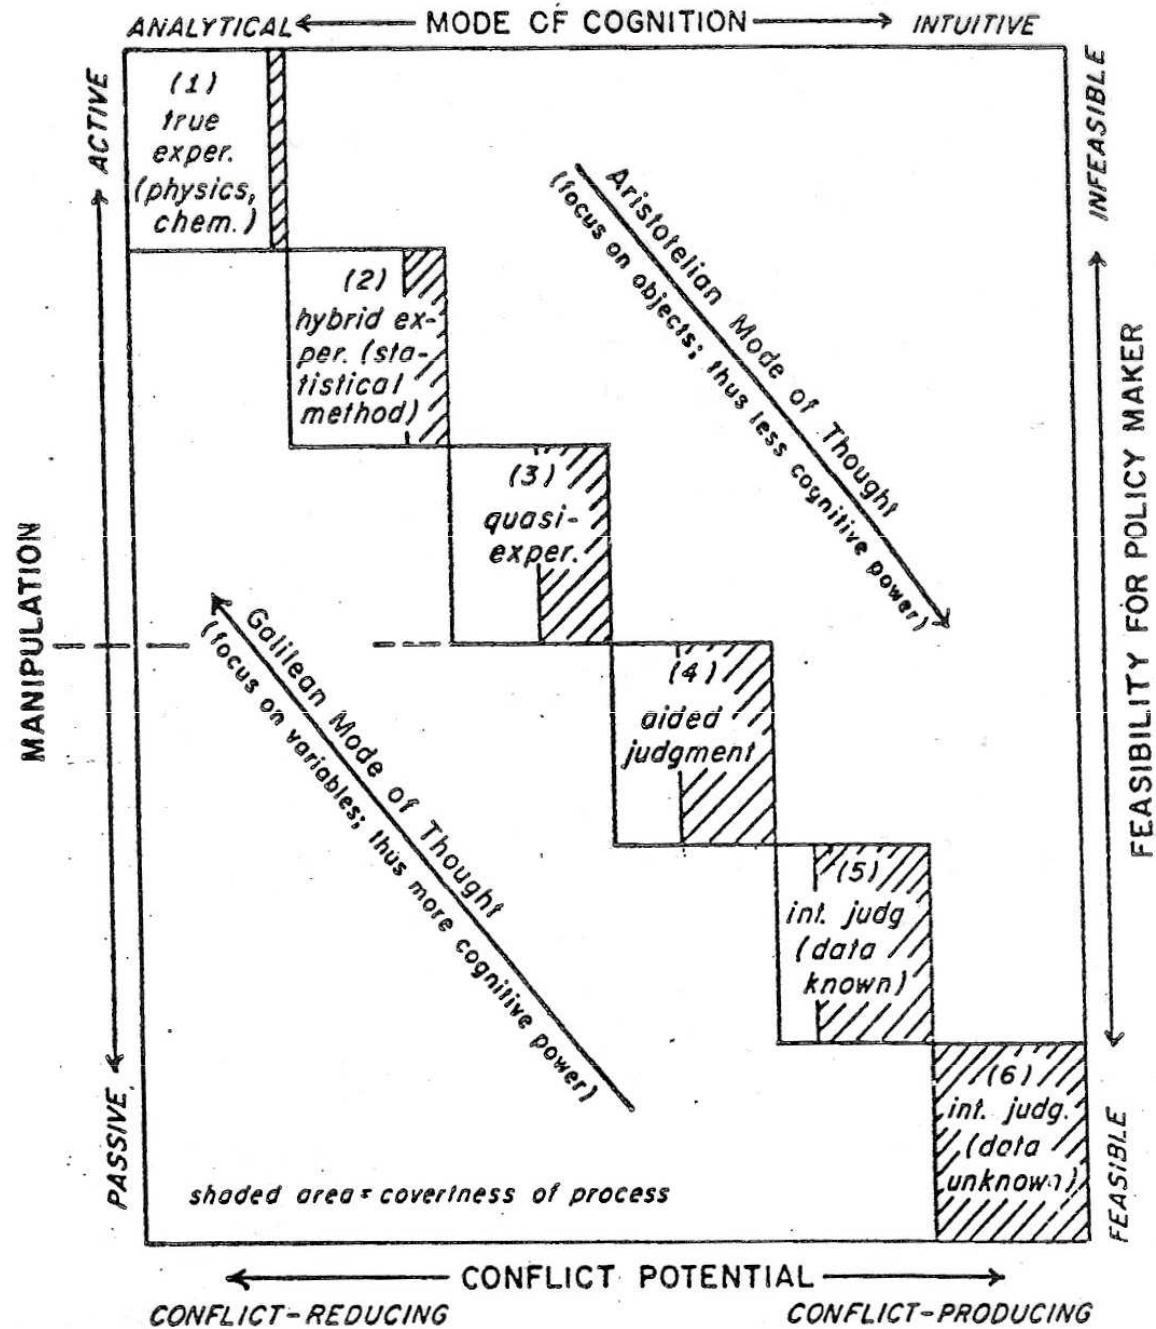 ANALYTICAL MODE CF COGNITION INTUITIVE
ACTIVE
MANIPULATION
PASSIVE
(1)
true
exper.
(physics,
chem.)
(2)
hybrid ex-
per. (sta-
tistical
method)
(3)
quasi-
exper.
(4)
aided
judgment
(5)
int. judg
(data
known)
(6)
int. judg.
(data
unknown)
Aristotelian Mode of Thought
(focus on objects; thus less cognitive power)
Galilean Mode of Thought
(focus on variables; thus more cognitive power)
shaded area = covertness of process
INFEASIBLE
FEASIBILITY FOR POLICY MAKER
FEASIBLE
CONFLICT POTENTIAL
CONFLICT-REDUCING CONFLICT-PRODUCING